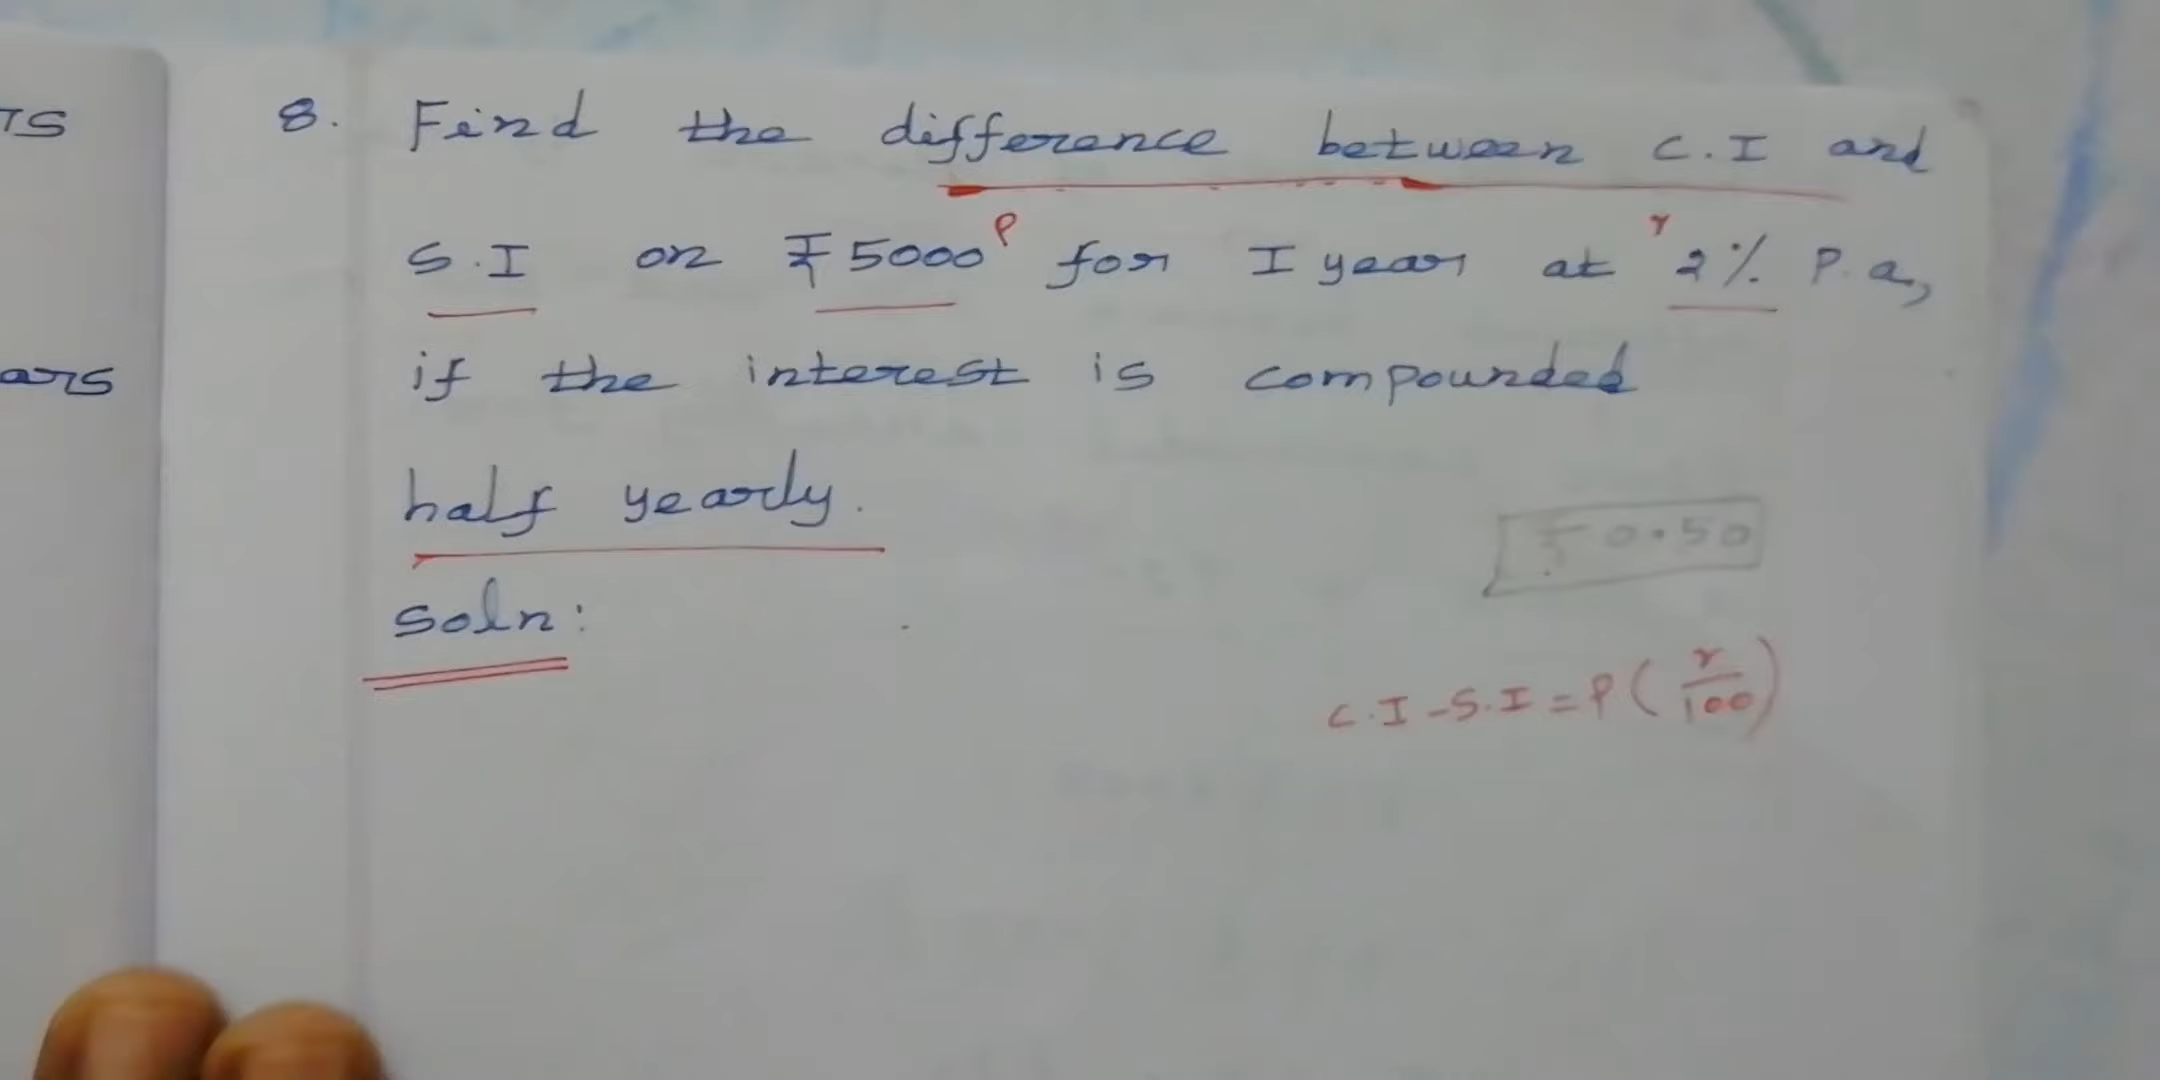 TS
ars
8. Find the difference between C.I and
S.I on ₹5000 P for I year at r 2% P.a,
if the interest is compounded
half yearly.
₹0.50
Soln:
C.I-S.I=P(r/100)